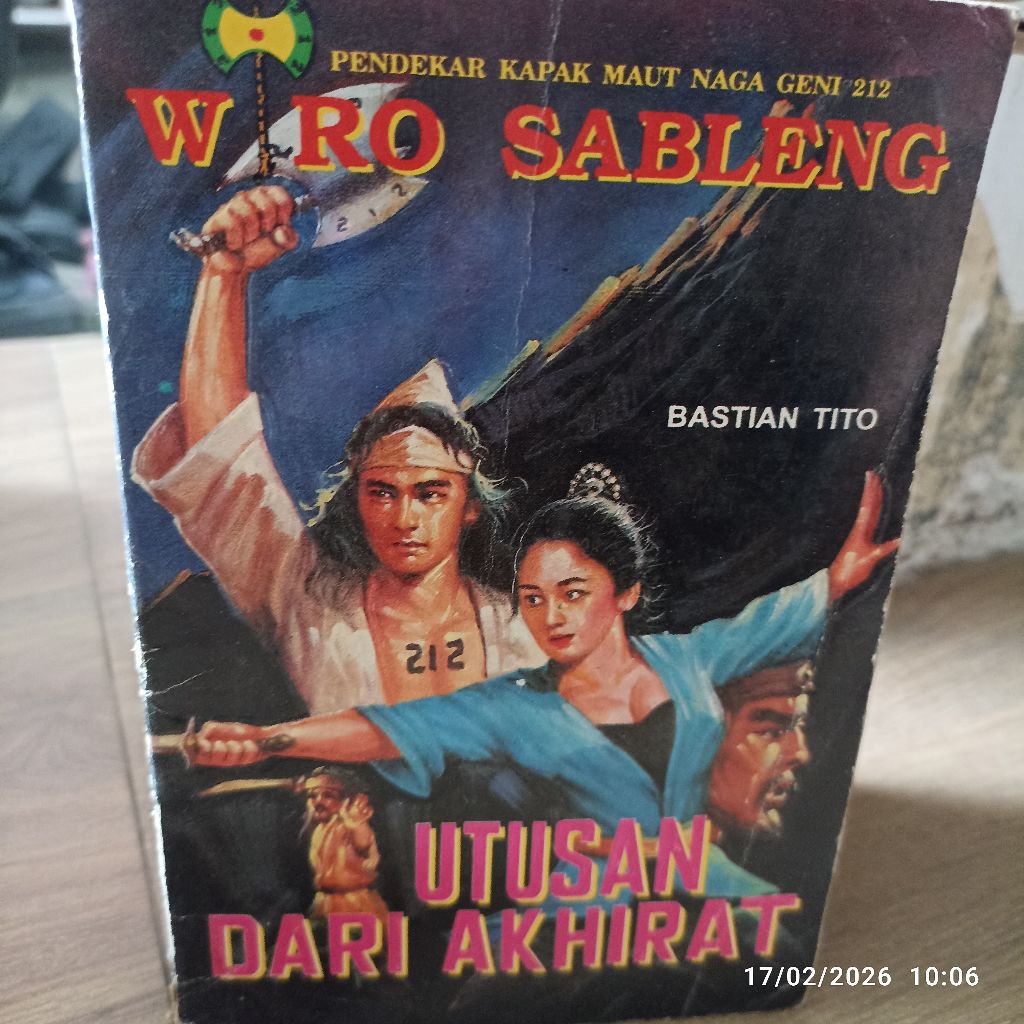 PENDEKAR KAPAK MAUT NAGA GENI 212
W RO SABLENG
212
BASTIAN TITO
212
UTUSAN
DARI AKHIRAT
17/02/2026 10:06